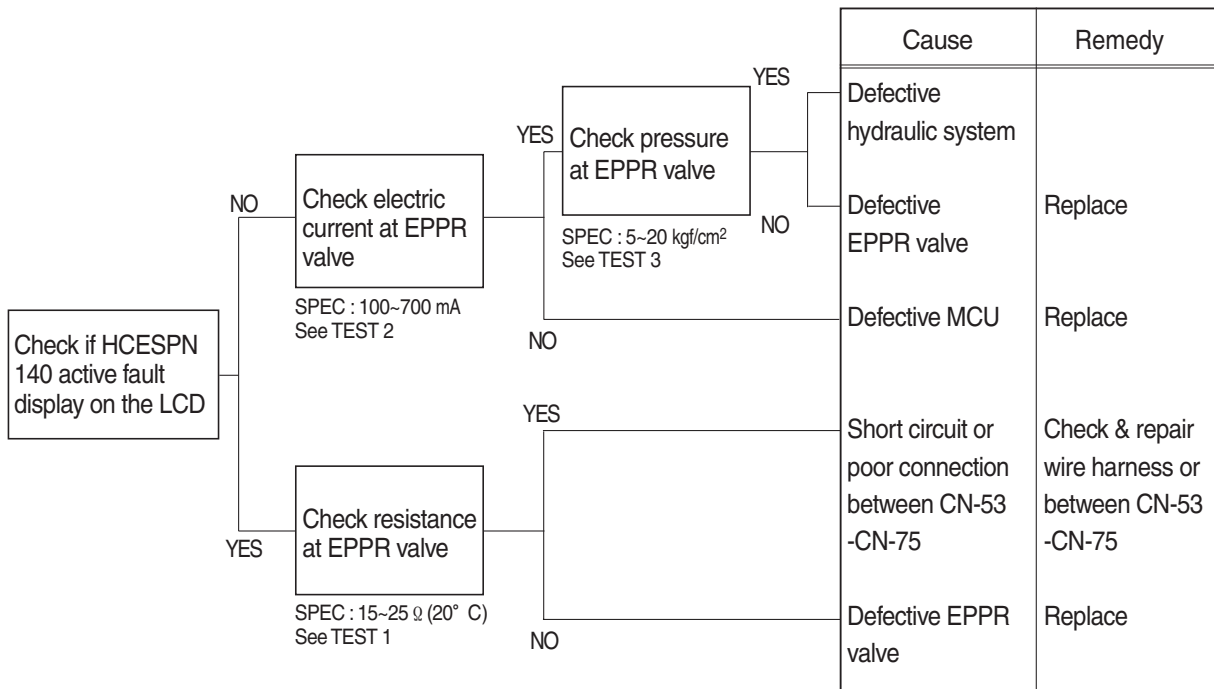 Cause
Remedy
YES
Defective
hydraulic system
YES
Check pressure
at EPPR valve
NO
Check electric
current at EPPR
valve
Defective
EPPR valve
Replace
NO
SPEC : 5~20 kgf/cm²
See TEST 3
SPEC : 100~700 mA
See TEST 2
Defective MCU
Replace
NO
Check if HCESPN
140 active fault
display on the LCD
YES
Short circuit or
poor connection
between CN-53
-CN-75
Check & repair
wire harness or
between CN-53
-CN-75
Check resistance
at EPPR valve
YES
SPEC : 15~25 Ω (20° C)
See TEST 1
NO
Defective EPPR
valve
Replace